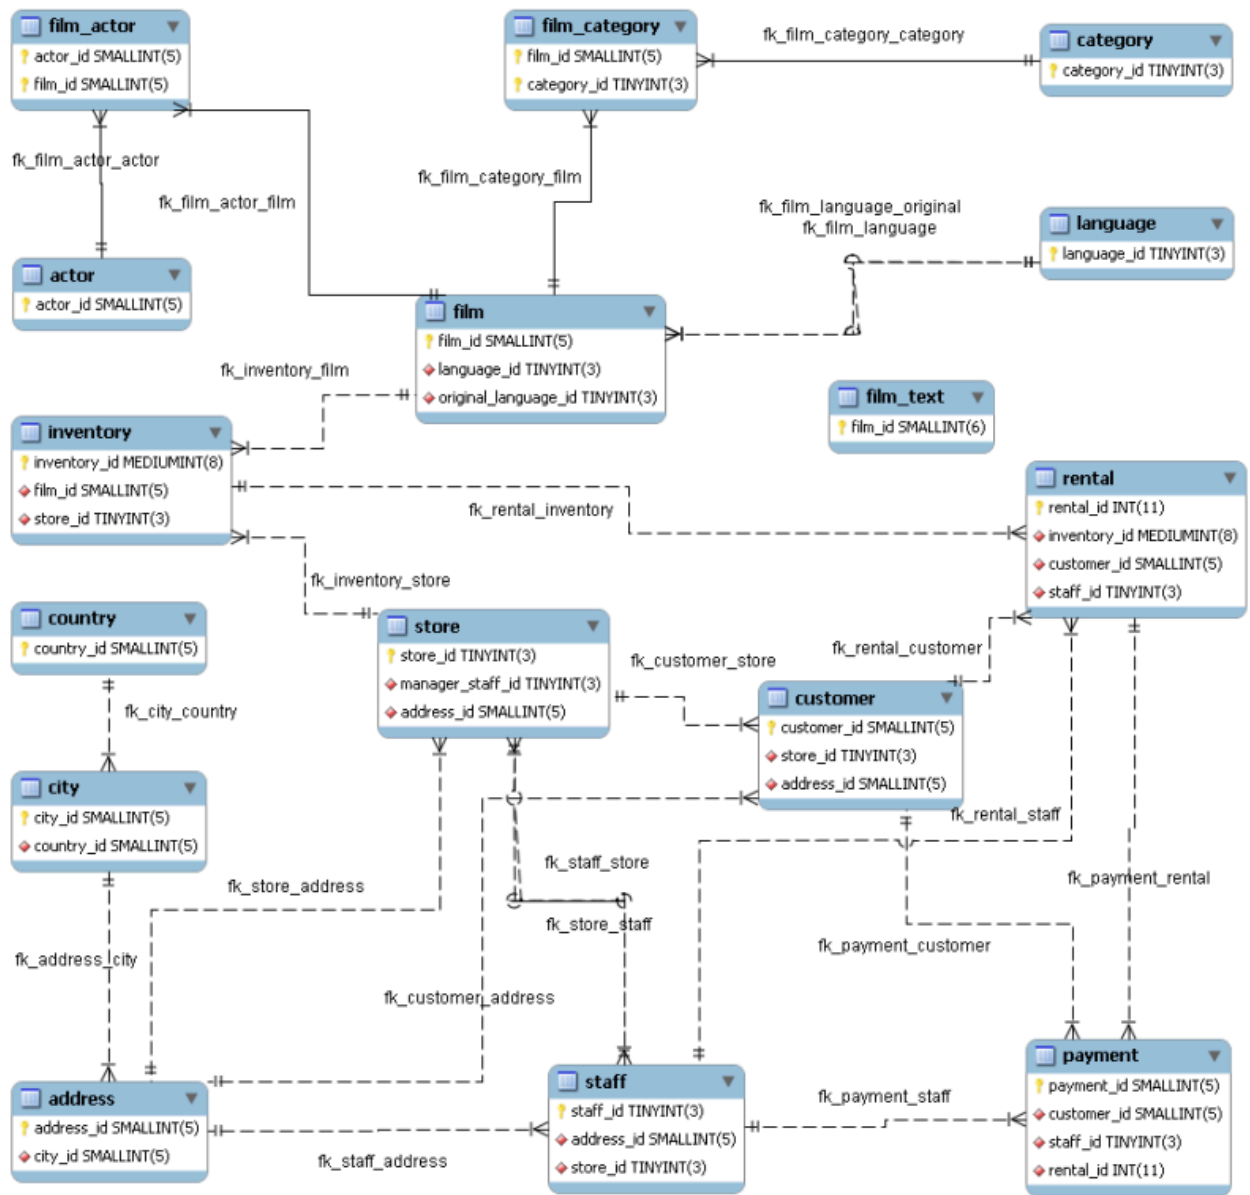 film_actor
actor_id SMALLINT(5)
film_id SMALLINT(5)
film_category
film_id SMALLINT(5)
category_id TINYINT(3)
fk_film_category_category
category
category_id TINYINT(3)
fk_film_actor_actor
fk_film_actor_film
fk_film_category_film
fk_film_language_original
fk_film_language
language
language_id TINYINT(3)
actor
actor_id SMALLINT(5)
film
film_id SMALLINT(5)
language_id TINYINT(3)
original_language_id TINYINT(3)
fk_inventory_film
film_text
film_id SMALLINT(6)
inventory
inventory_id MEDIUMINT(8)
film_id SMALLINT(5)
store_id TINYINT(3)
fk_rental_inventory
rental
rental_id INT(11)
inventory_id MEDIUMINT(8)
customer_id SMALLINT(5)
staff_id TINYINT(3)
fk_inventory_store
country
country_id SMALLINT(5)
store
store_id TINYINT(3)
manager_staff_id TINYINT(3)
address_id SMALLINT(5)
fk_customer_store
fk_rental_customer
customer
customer_id SMALLINT(5)
store_id TINYINT(3)
address_id SMALLINT(5)
fk_city_country
city
city_id SMALLINT(5)
country_id SMALLINT(5)
fk_rental_staff
fk_staff_store
fk_store_address
fk_payment_rental
fk_store_staff
fk_payment_customer
fk_address_city
fk_customer_address
address
address_id SMALLINT(5)
city_id SMALLINT(5)
fk_staff_address
staff
staff_id TINYINT(3)
address_id SMALLINT(5)
store_id TINYINT(3)
fk_payment_staff
payment
payment_id SMALLINT(5)
customer_id SMALLINT(5)
staff_id TINYINT(3)
rental_id INT(11)